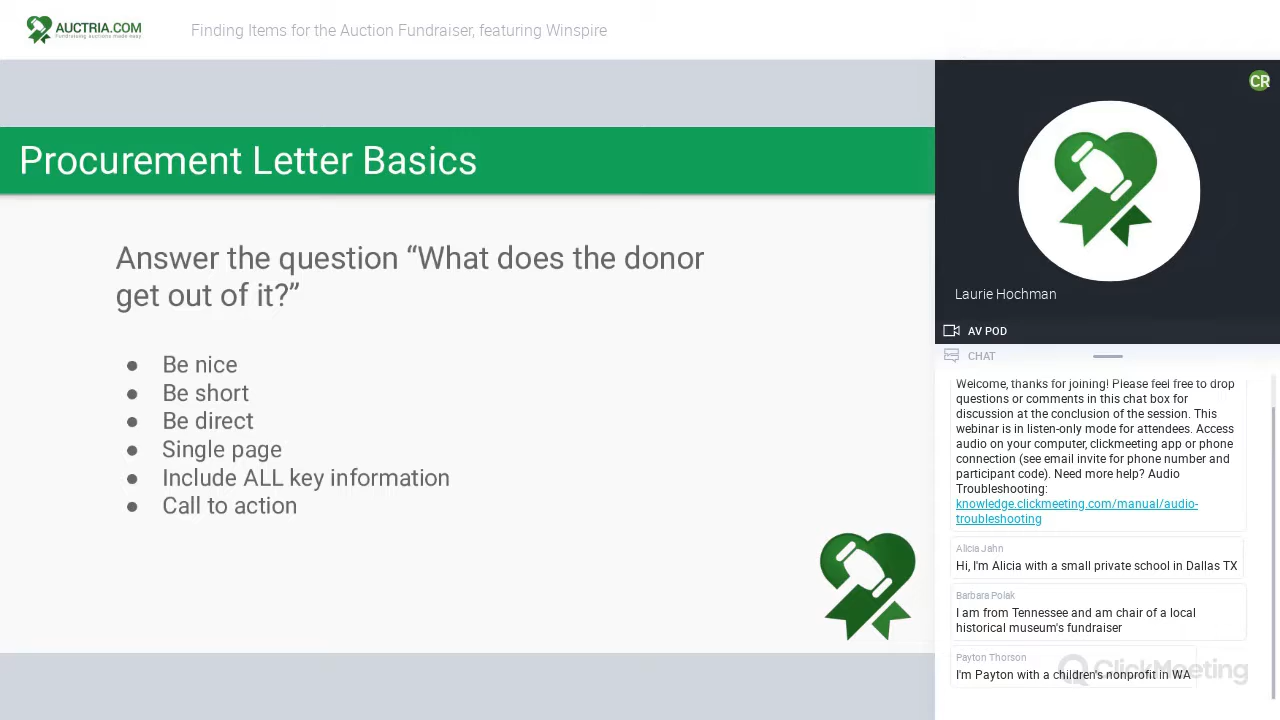 AUCTRIA.COM
Fundraising auctions made easy
Finding Items for the Auction Fundraiser, featuring Winspire
Procurement Letter Basics
Answer the question “What does the donor
get out of it?”
● Be nice
● Be short
● Be direct
● Single page
● Include ALL key information
● Call to action
CR
Laurie Hochman
AV POD
CHAT
Welcome, thanks for joining! Please feel free to drop
questions or comments in this chat box for
discussion at the conclusion of the session. This
webinar is in listen-only mode for attendees. Access
audio on your computer, clickmeeting app or phone
connection (see email invite for phone number and
participant code). Need more help? Audio
Troubleshooting:
knowledge.clickmeeting.com/manual/audio-
troubleshooting
Alicia Jahn
Hi, I'm Alicia with a small private school in Dallas TX
Barbara Polak
I am from Tennessee and am chair of a local
historical museum's fundraiser
Payton Thorson
I'm Payton with a children's nonprofit in WA
ClickMeeting